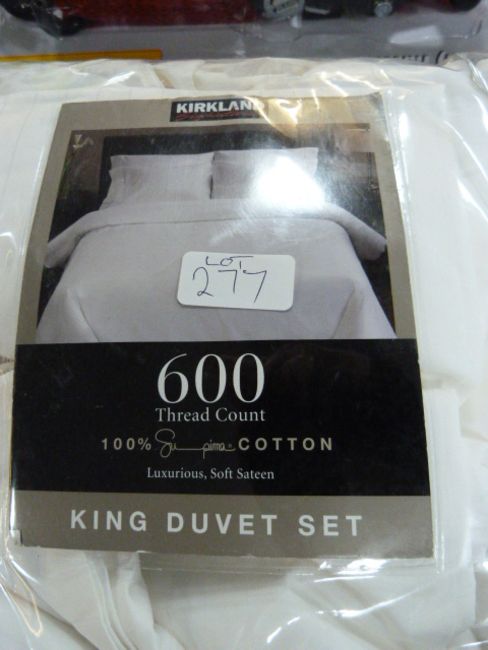 KIRKLAND
LOT
277
600
Thread Count
100% Supima® COTTON
Luxurious, Soft Sateen
KING DUVET SET